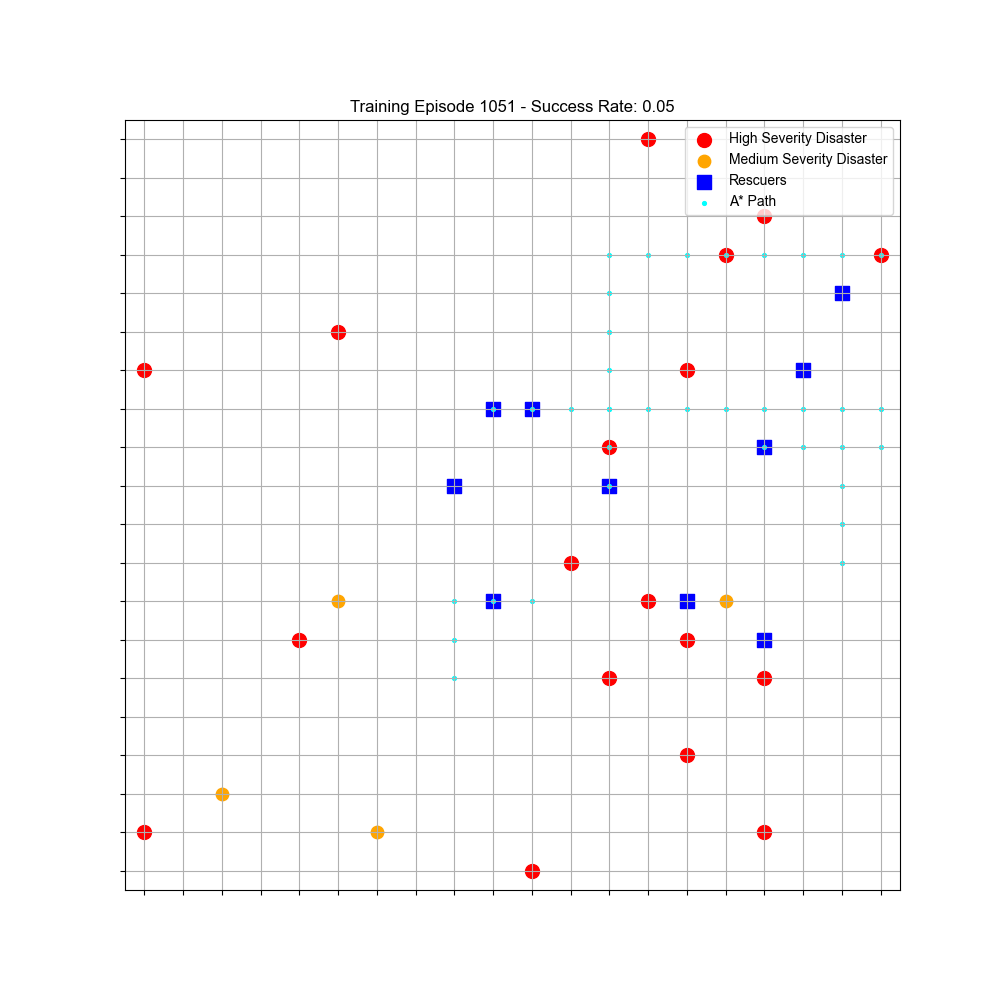 Training Episode 1051 - Success Rate: 0.05
High Severity Disaster
Medium Severity Disaster
Rescuers
A* Path